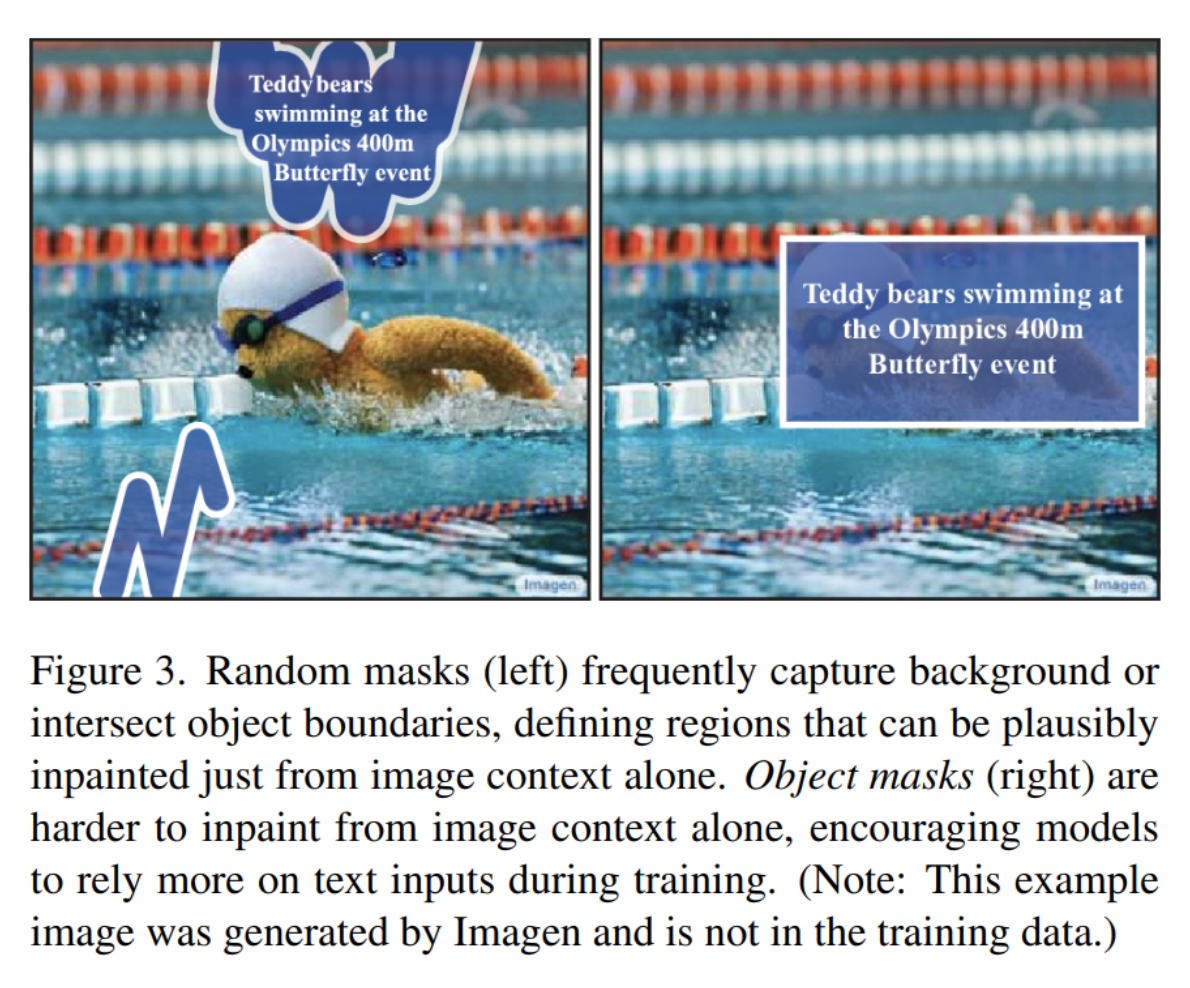 Teddy bears
swimming at the
Olympics 400m
Butterfly event
Teddy bears swimming at
the Olympics 400m
Butterfly event
Imagen
Imagen
Figure 3. Random masks (left) frequently capture background or
intersect object boundaries, defining regions that can be plausibly
inpainted just from image context alone. Object masks (right) are
harder to inpaint from image context alone, encouraging models
to rely more on text inputs during training. (Note: This example
image was generated by Imagen and is not in the training data.)